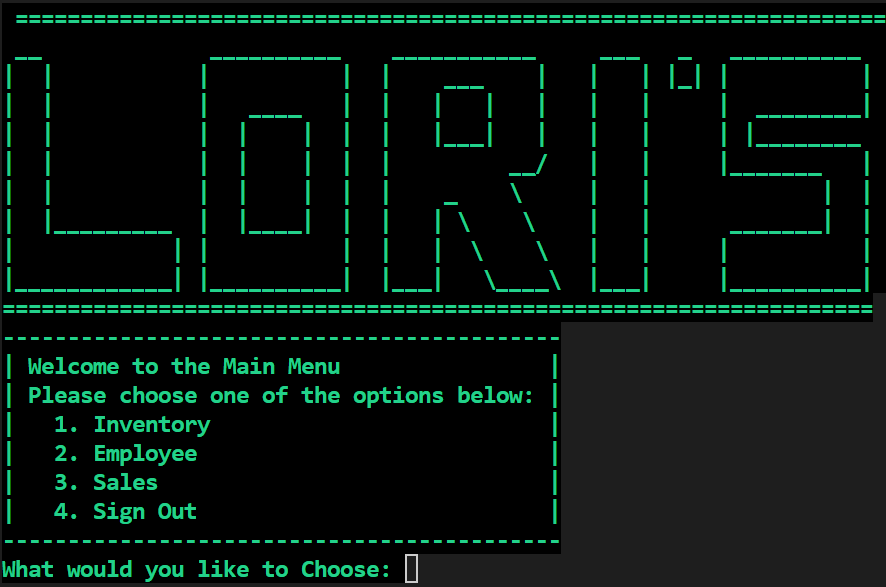 LORI'S
Welcome to the Main Menu
Please choose one of the options below:
1. Inventory
2. Employee
3. Sales
4. Sign Out
What would you like to Choose: